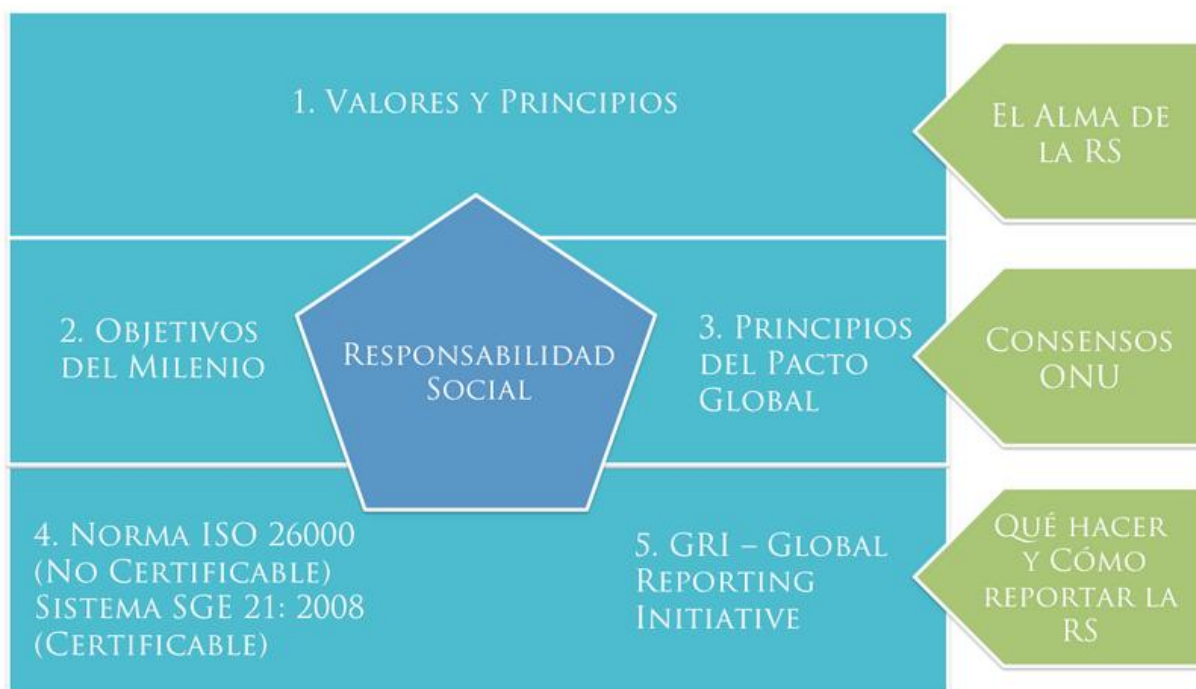 1. Valores y Principios
El Alma de
la RS
2. Objetivos
del Milenio
Responsabilidad
Social
3. Principios
del Pacto
Global
Consensos
ONU
4. Norma ISO 26000
(No Certificable)
Sistema SGE 21: 2008
(Certificable)
5. GRI – Global
Reporting
Initiative
Qué hacer
y Cómo
reportar la
RS